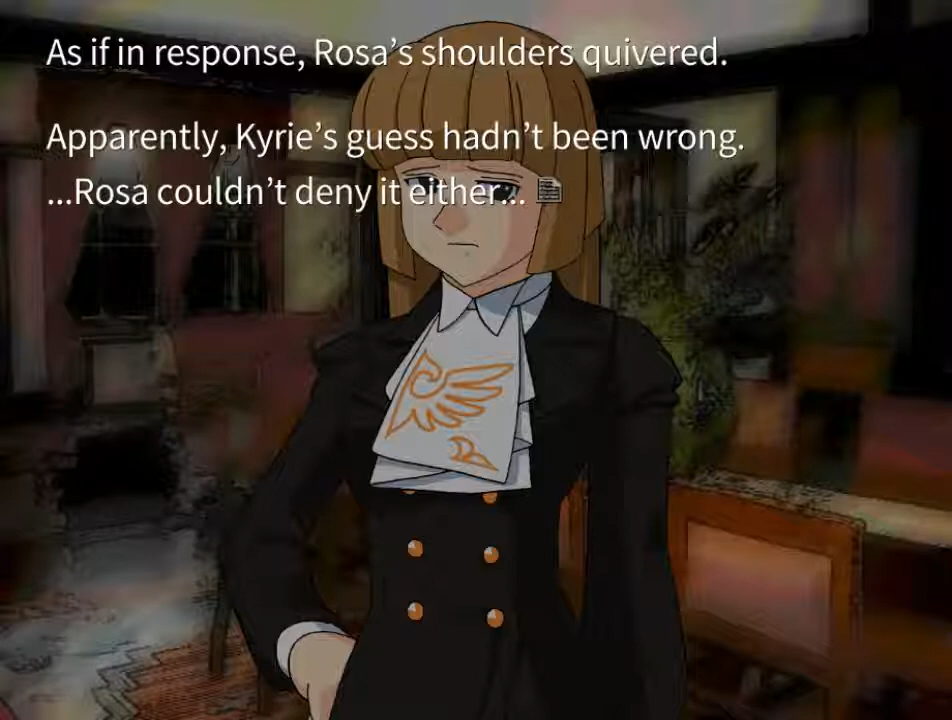 As if in response, Rosa’s shoulders quivered.
Apparently, Kyrie’s guess hadn’t been wrong.
...Rosa couldn’t deny it either...